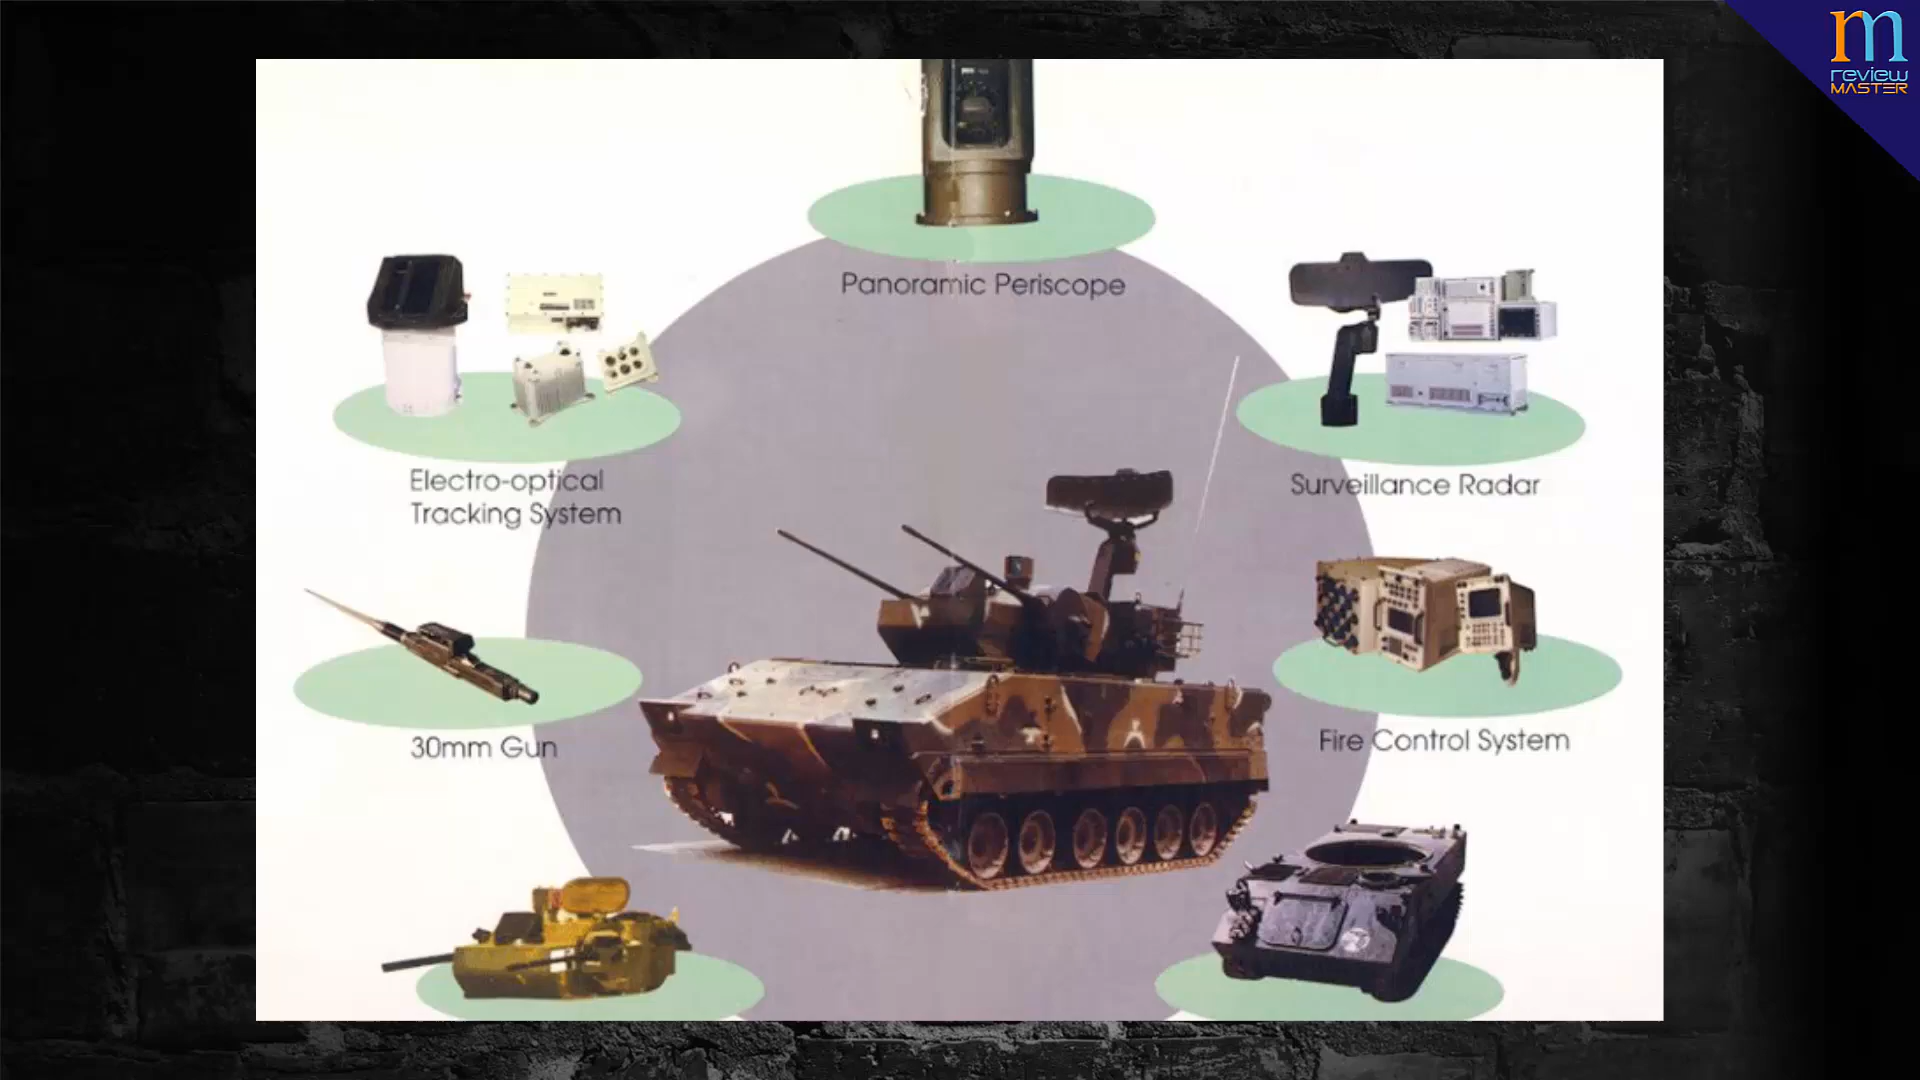 m
review
MASTER
Panoramic Periscope
Electro-optical
Tracking System
Surveillance Radar
30mm Gun
Fire Control System